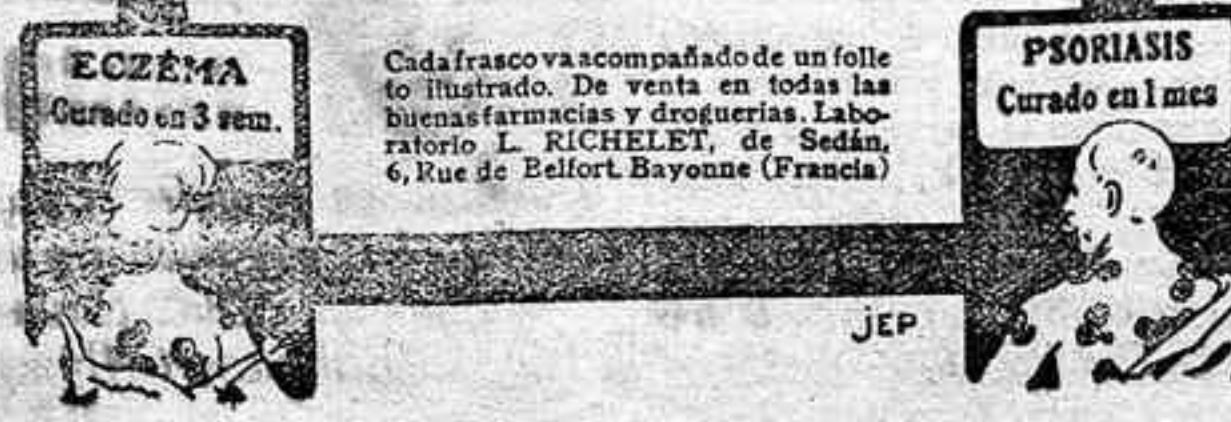 ECZÉMA
Curado en 3 sem.
Cada frasco va acompañado de un folle
to ilustrado. De venta en todas las
buenas farmacias y droguerias. Labo-
ratorio L. RICHELET, de Sedán,
6, Rue de Belfort Bayonne (Francia)
PSORIASIS
Curado en 1 mes
jEP